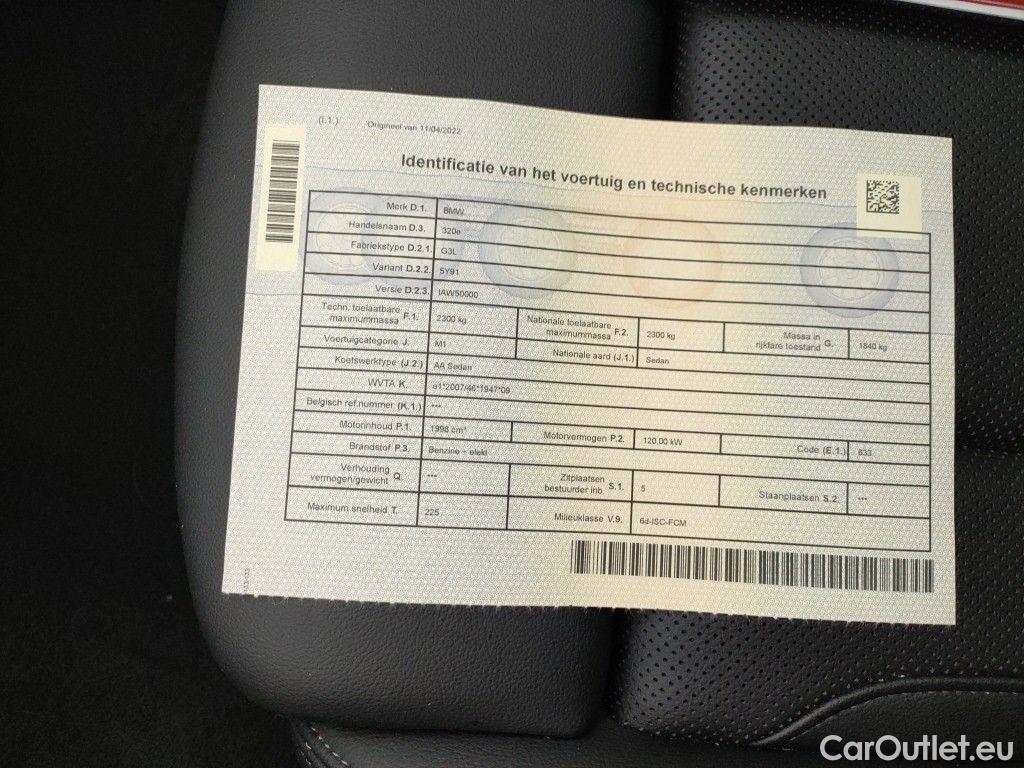 (I.1.) Origineel van 11/04/2022
Identificatie van het voertuig en technische kenmerken
Merk D.1. BMW
Handelsnaam D.3. 320e
Fabriekstype D.2.1. G3L
Variant D.2.2. 5Y91
Versie D.2.3. IAW50000
Techn. toelaatbare maximummassa F.1. 2300 kg Nationale toelaatbare maximummassa F.2. 2300 kg Massa in rijklare toestand G. 1840 kg
Voertuigcategorie J. M1 Nationale aard (J.1.) Sedan
Koetswerktype (J.2.) AA Sedan
WVTA K. e1*2007/46*1947*09
Belgisch ref.nummer (K.1.) ---
Motorinhoud P.1. 1998 cm³ Motorvermogen P.2. 120,00 kW Code (E.1.) 833
Brandstof P.3. Benzine + elekt
Verhouding vermogen/gewicht Q. --- Zitplaatsen bestuurder inb. S.1. 5 Staanplaatsen S.2. ---
Maximum snelheid T. 225 Milieuklasse V.9. 6d-ISC-FCM
CarOutlet.eu